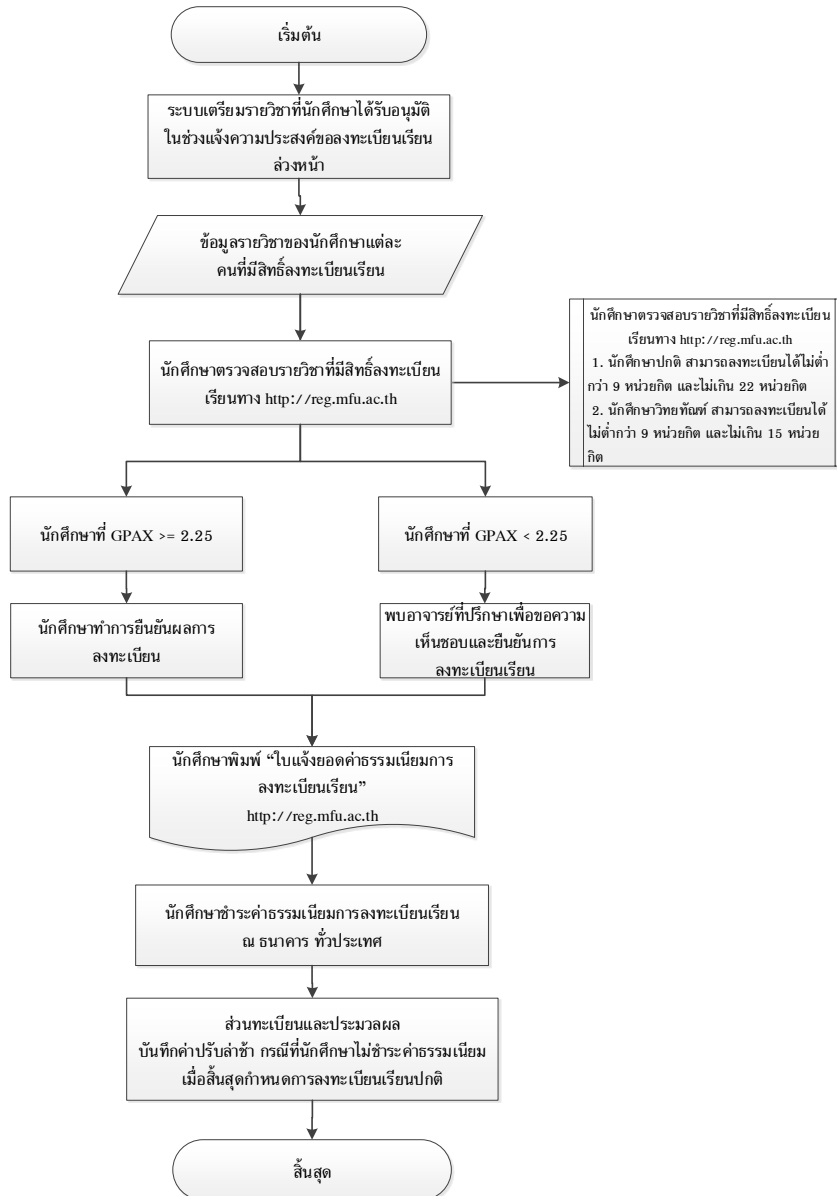 เริ่มต้น
ระบบเตรียมรายวิชาที่นักศึกษาได้รับอนุมัติ
ในช่วงแจ้งความประสงค์ขอลงทะเบียนเรียน
ล่วงหน้า
ข้อมูลรายวิชาของนักศึกษาแต่ละ
คนที่มีสิทธิ์ลงทะเบียนเรียน
นักศึกษาตรวจสอบรายวิชาที่มีสิทธิ์ลงทะเบียน
เรียนทาง http://reg.mfu.ac.th
นักศึกษาตรวจสอบรายวิชาที่มีสิทธิ์ลงทะเบียน
เรียนทาง http://reg.mfu.ac.th
1. นักศึกษาปกติ สามารถลงทะเบียนได้ไม่ต่ำ
กว่า 9 หน่วยกิต และไม่เกิน 22 หน่วยกิต
2. นักศึกษาวิทยทัณฑ์ สามารถลงทะเบียนได้
ไม่ต่ำกว่า 9 หน่วยกิต และไม่เกิน 15 หน่วย
กิต
นักศึกษาที่ GPAX >= 2.25
นักศึกษาที่ GPAX < 2.25
นักศึกษาทำการยืนยันผลการ
ลงทะเบียน
พบอาจารย์ที่ปรึกษาเพื่อขอความ
เห็นชอบและยืนยันการ
ลงทะเบียนเรียน
นักศึกษาพิมพ์ “ใบแจ้งยอดค่าธรรมเนียมการ
ลงทะเบียนเรียน”
http://reg.mfu.ac.th
นักศึกษาชำระค่าธรรมเนียมการลงทะเบียนเรียน
ณ ธนาคาร ทั่วประเทศ
ส่วนทะเบียนและประมวลผล
บันทึกค่าปรับล่าช้า กรณีที่นักศึกษาไม่ชำระค่าธรรมเนียม
เมื่อสิ้นสุดกำหนดการลงทะเบียนเรียนปกติ
สิ้นสุด